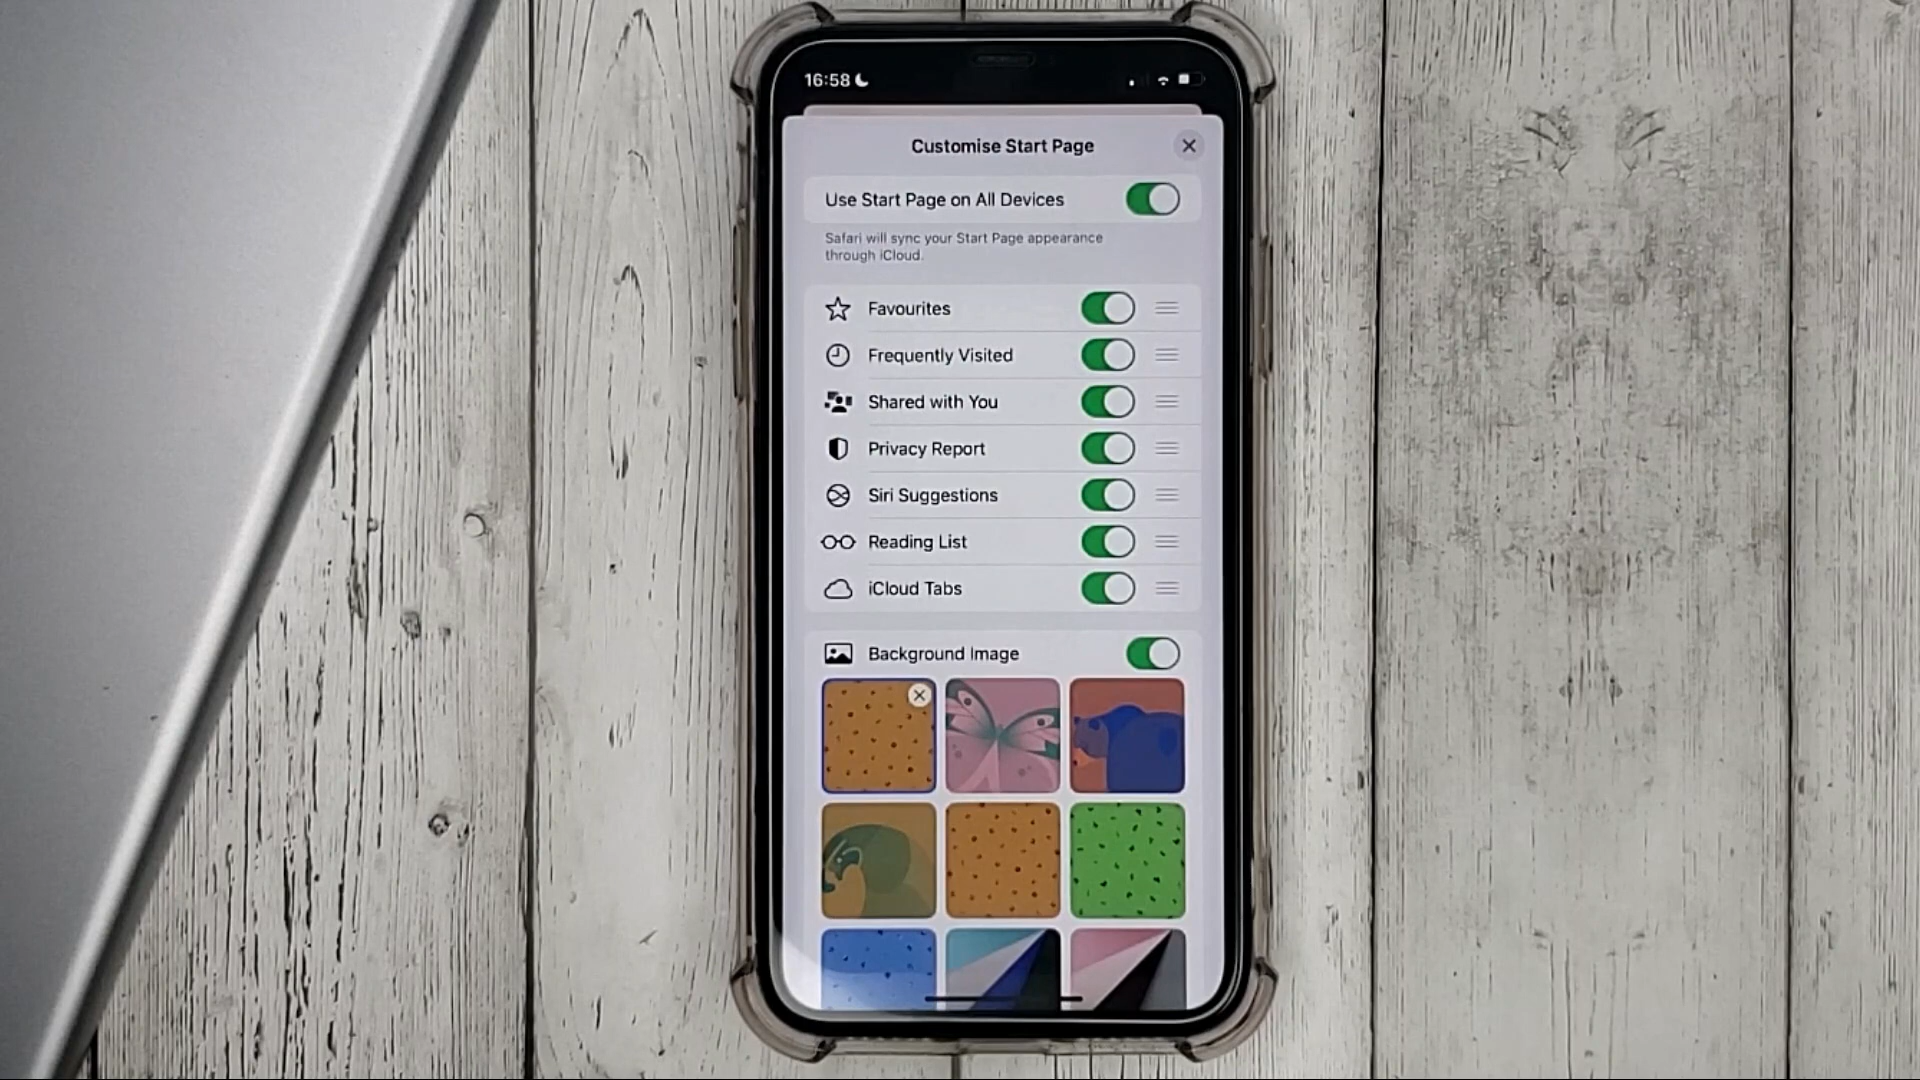 16:58
Customise Start Page
Use Start Page on All Devices
Safari will sync your Start Page appearance
through iCloud.
Favourites
Frequently Visited
Shared with You
Privacy Report
Siri Suggestions
Reading List
iCloud Tabs
Background Image